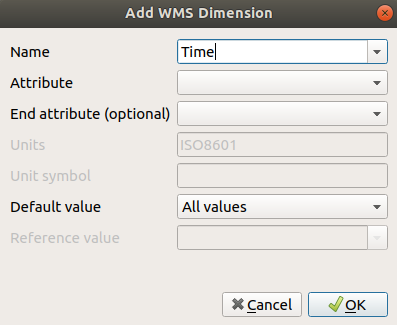 Add WMS Dimension
Name Time
Attribute
End attribute (optional)
Units ISO8601
Unit symbol
Default value All values
Reference value
Cancel OK